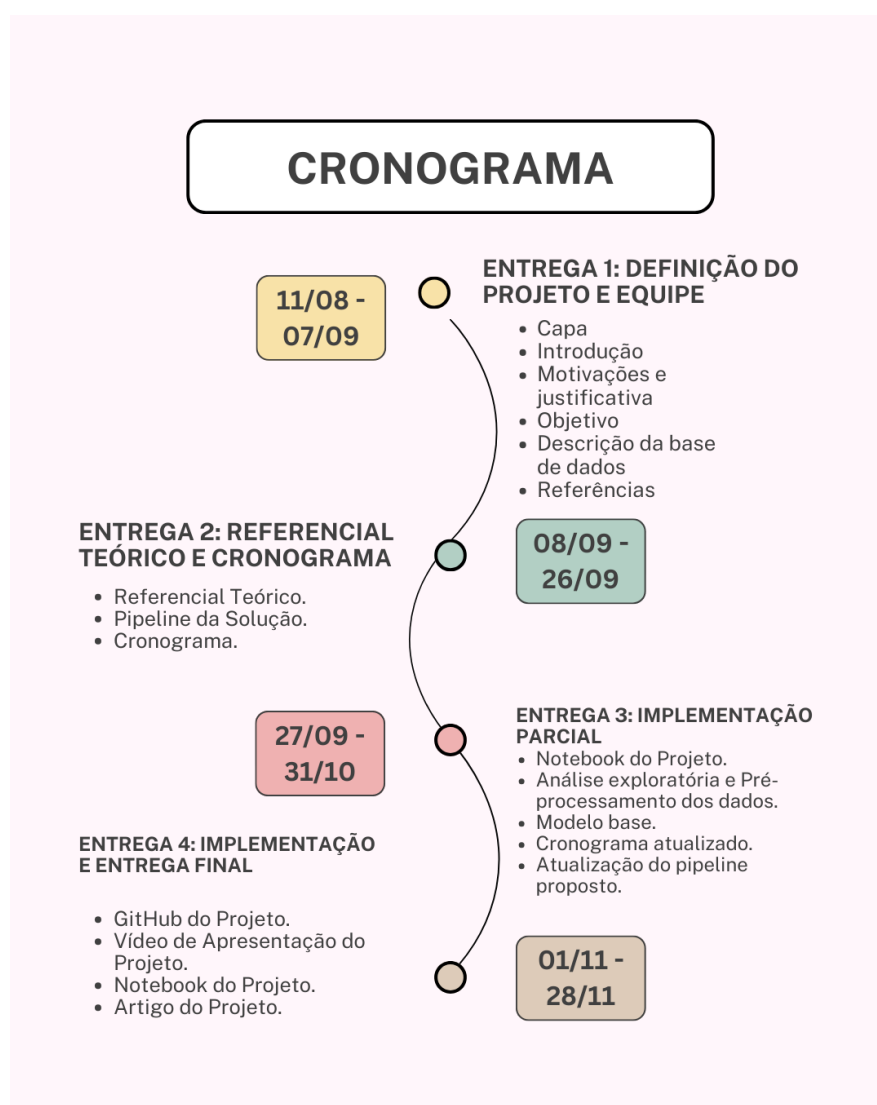 CRONOGRAMA
11/08 -
07/09
ENTREGA 1: DEFINIÇÃO DO
PROJETO E EQUIPE
• Capa
• Introdução
• Motivações e
justificativa
• Objetivo
• Descrição da base
de dados
• Referências
ENTREGA 2: REFERENCIAL
TEÓRICO E CRONOGRAMA
• Referencial Teórico.
• Pipeline da Solução.
• Cronograma.
08/09 -
26/09
27/09 -
31/10
ENTREGA 3: IMPLEMENTAÇÃO
PARCIAL
• Notebook do Projeto.
• Análise exploratória e Pré-
processamento dos dados.
• Modelo base.
• Cronograma atualizado.
• Atualização do pipeline
proposto.
ENTREGA 4: IMPLEMENTAÇÃO
E ENTREGA FINAL
• GitHub do Projeto.
• Vídeo de Apresentação do
Projeto.
• Notebook do Projeto.
• Artigo do Projeto.
01/11 -
28/11